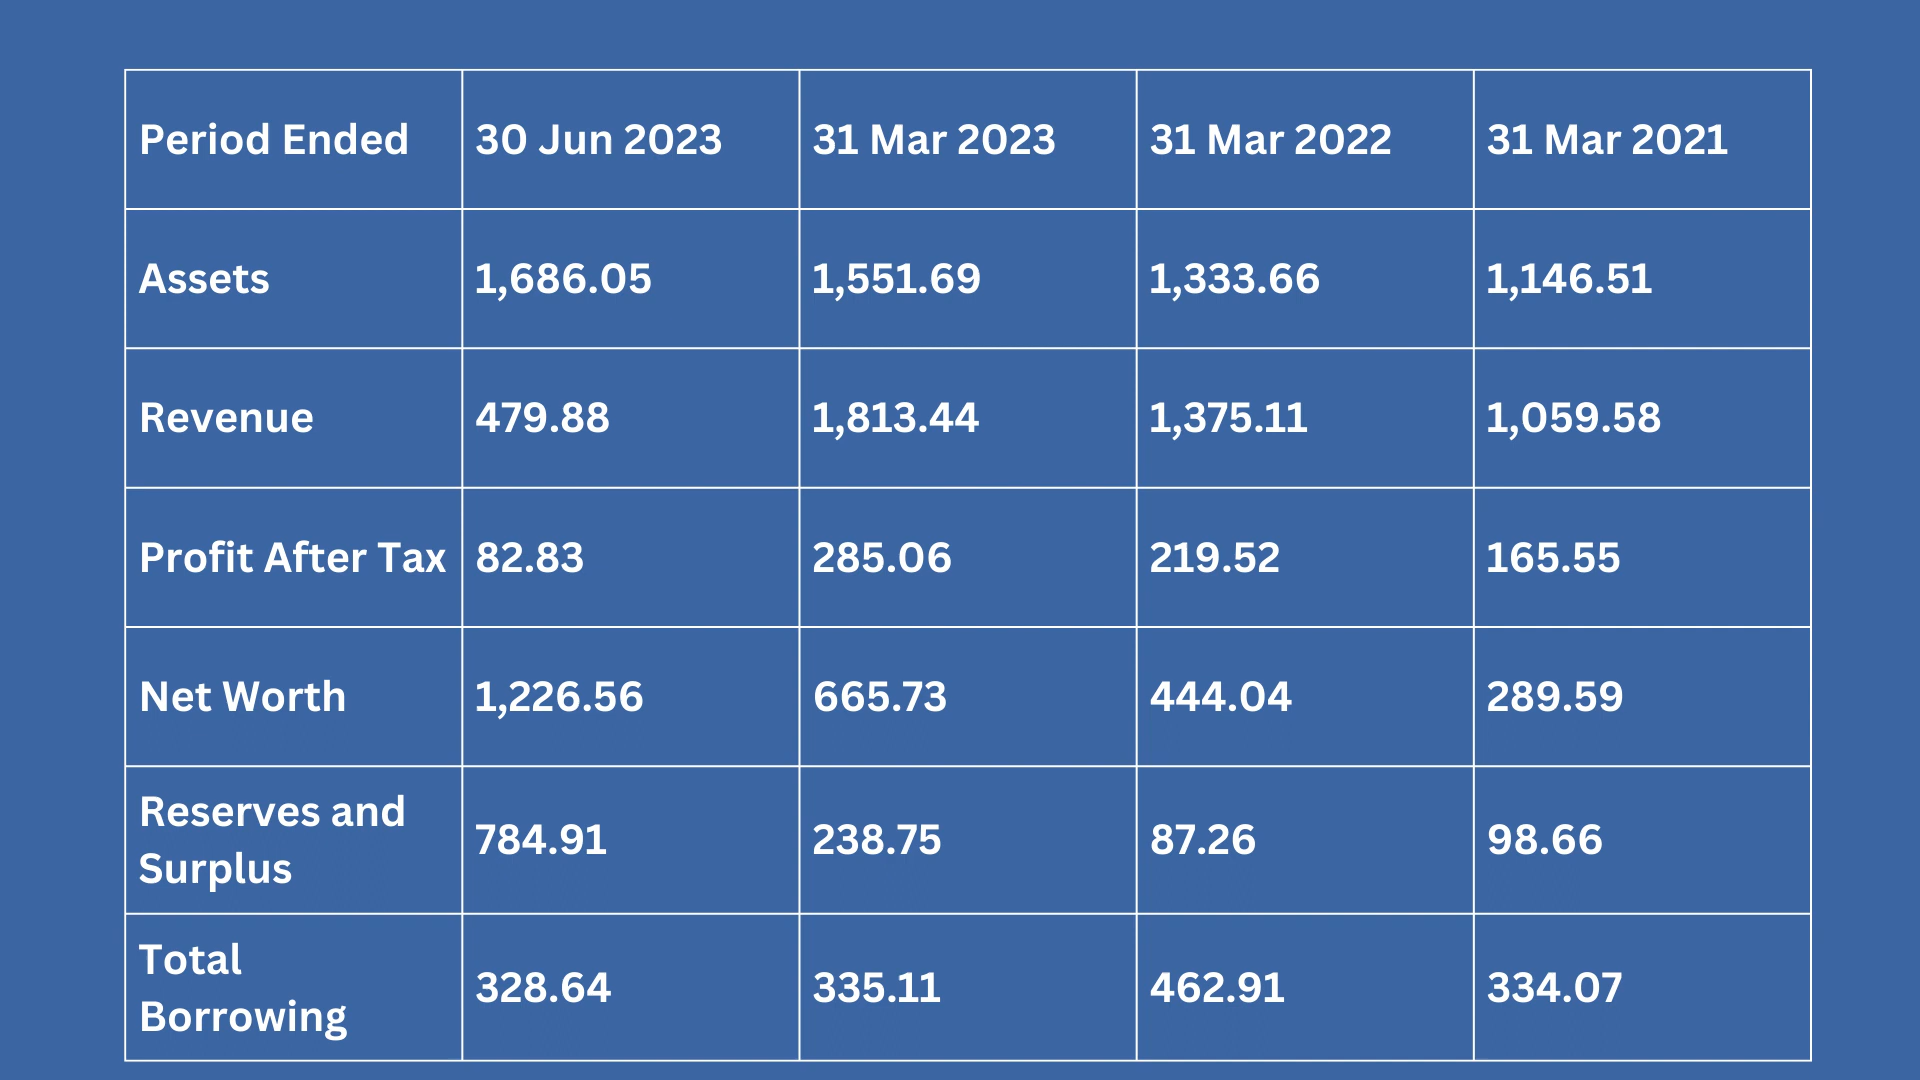 Period Ended 30 Jun 2023 31 Mar 2023 31 Mar 2022 31 Mar 2021
Assets 1,686.05 1,551.69 1,333.66 1,146.51
Revenue 479.88 1,813.44 1,375.11 1,059.58
Profit After Tax 82.83 285.06 219.52 165.55
Net Worth 1,226.56 665.73 444.04 289.59
Reserves and
Surplus 784.91 238.75 87.26 98.66
Total
Borrowing 328.64 335.11 462.91 334.07